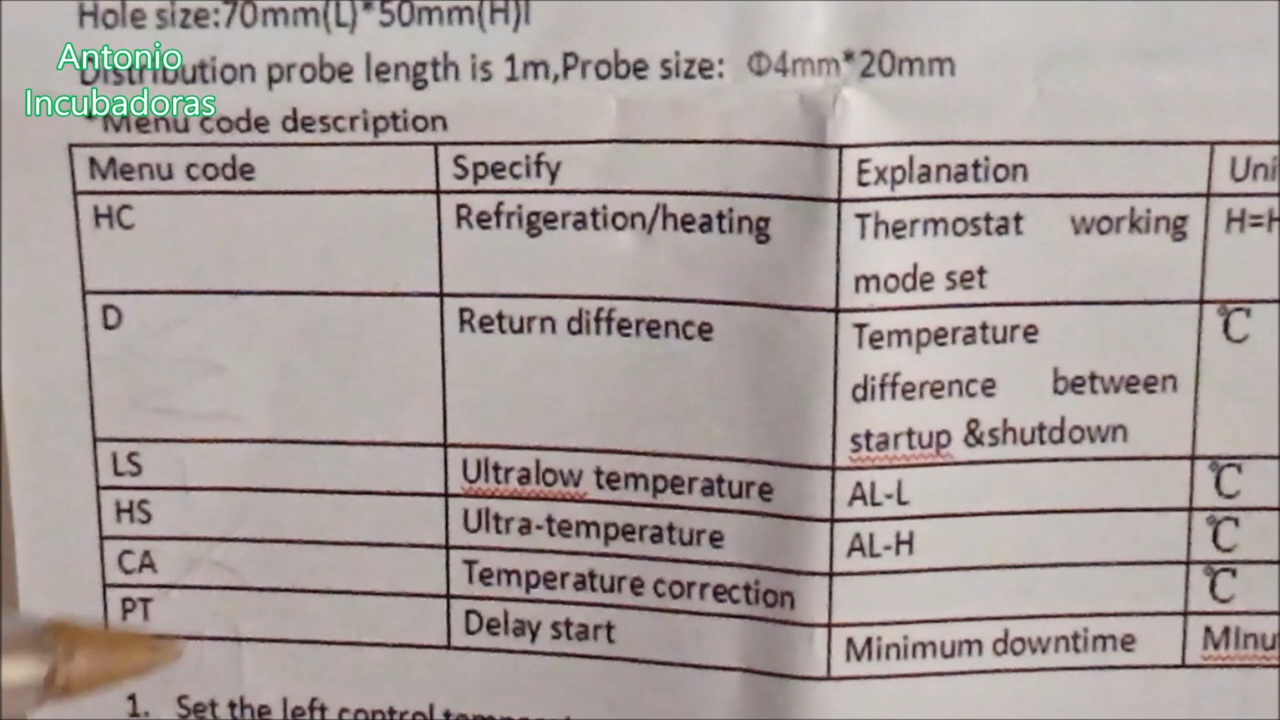 Hole size:70mm(L)*50mm(H)
Antonio
Incubadoras
Distribution probe length is 1m,Probe size: Φ4mm*20mm
*Menu code description
Menu code Specify Explanation
HC Refrigeration/heating Thermostat working
mode set
D Return difference Temperature ℃
difference between
startup &shutdown
LS Ultralow temperature AL-L ℃
HS Ultra-temperature AL-H ℃
CA Temperature correction ℃
PT Delay start Minimum downtime
1. Set the left control